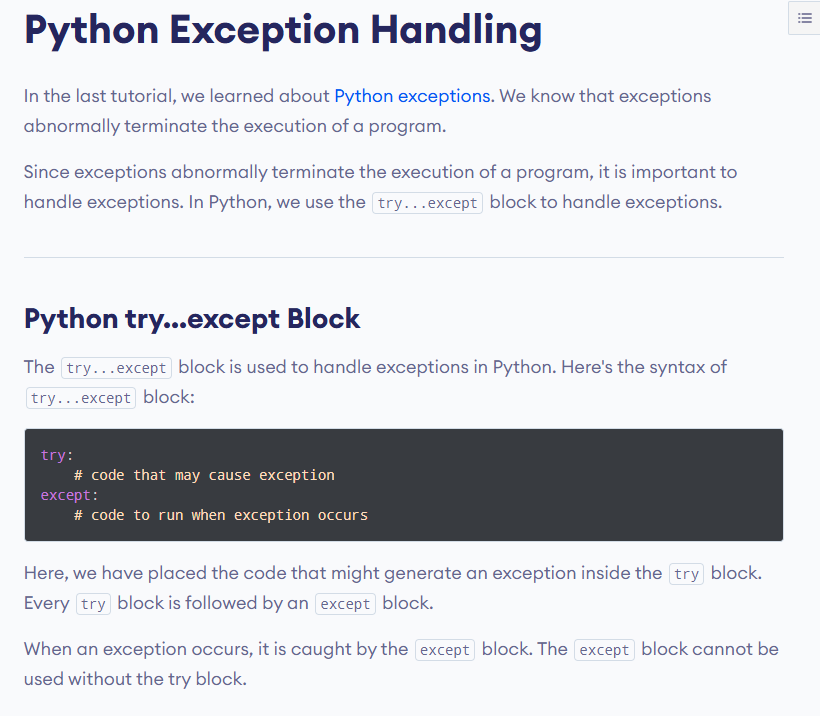 Python Exception Handling
In the last tutorial, we learned about Python exceptions. We know that exceptions
abnormally terminate the execution of a program.
Since exceptions abnormally terminate the execution of a program, it is important to
handle exceptions. In Python, we use the try...except block to handle exceptions.
Python try...except Block
The try...except block is used to handle exceptions in Python. Here's the syntax of
try...except block:
try:
    # code that may cause exception
except:
    # code to run when exception occurs
Here, we have placed the code that might generate an exception inside the try block.
Every try block is followed by an except block.
When an exception occurs, it is caught by the except block. The except block cannot be
used without the try block.